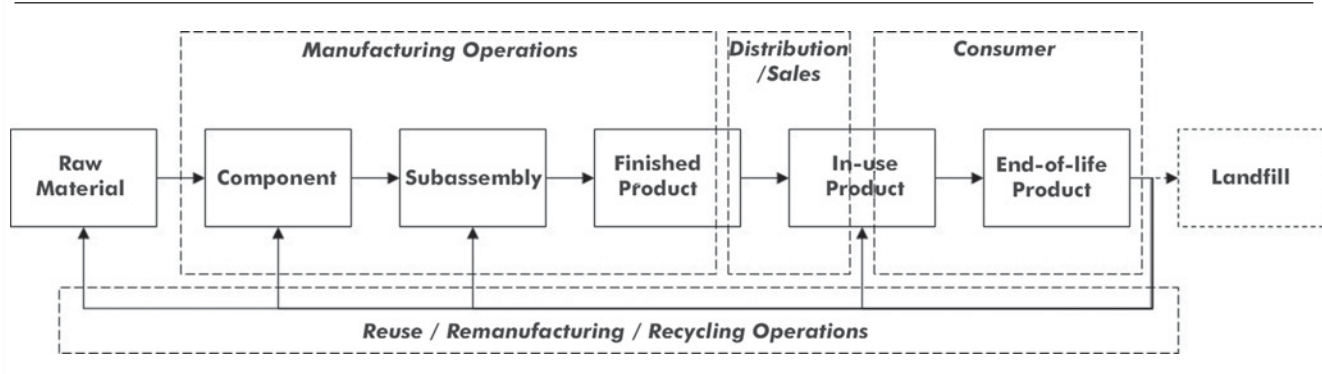 Manufacturing Operations
Distribution
/Sales
Consumer
Raw
Material
Component
Subassembly
Finished
Product
In-use
Product
End-of-life
Product
Landfill
Reuse / Remanufacturing / Recycling Operations